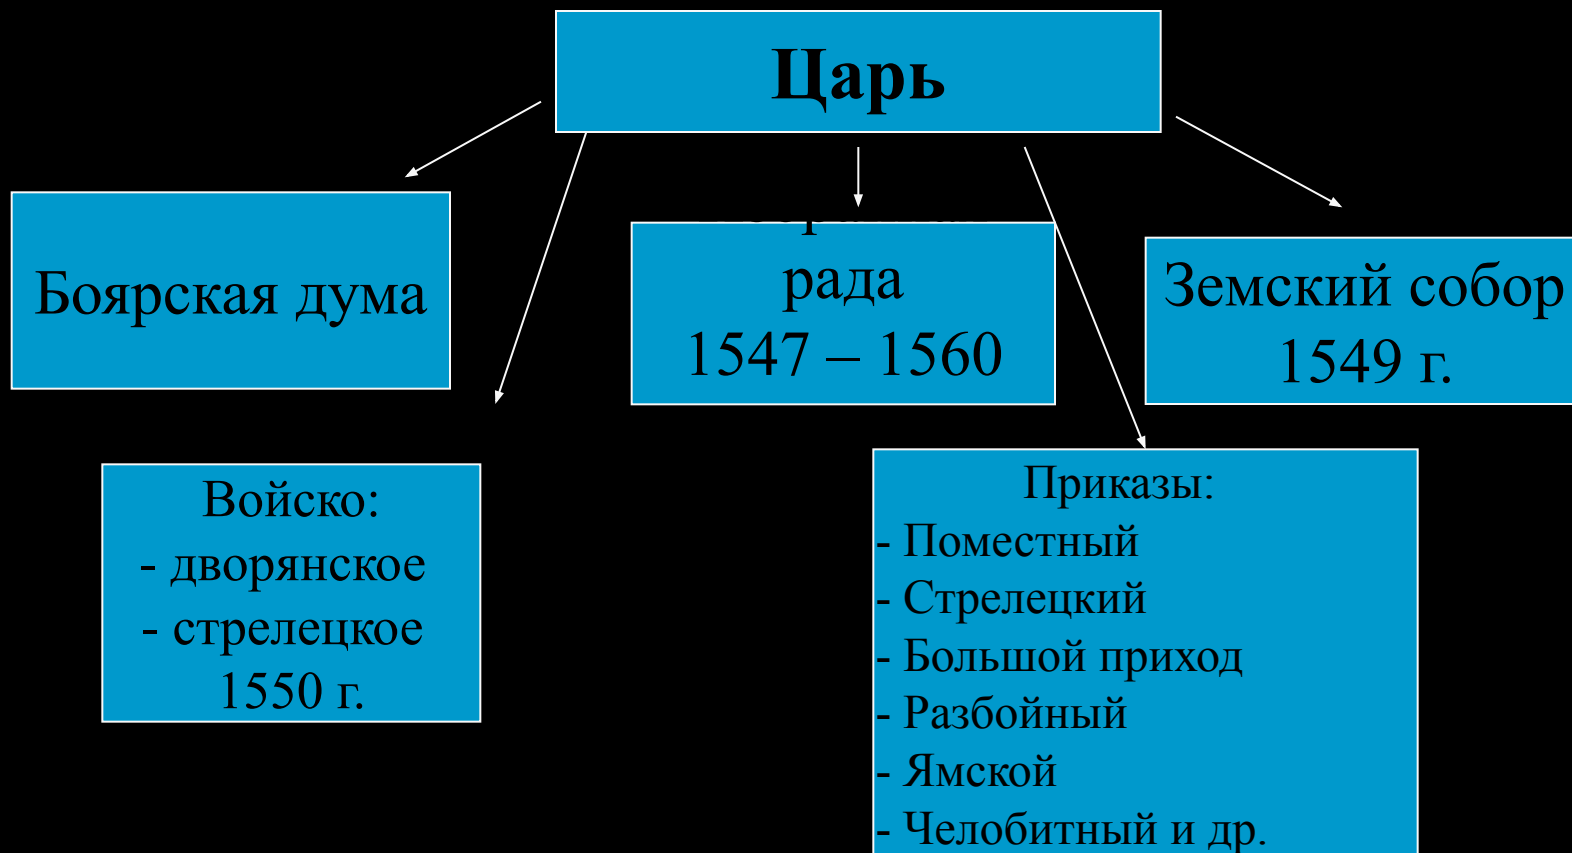 Царь
Боярская дума
рада
1547 – 1560
Земский собор
1549 г.
Войско:
- дворянское
- стрелецкое
1550 г.
Приказы:
- Поместный
- Стрелецкий
- Большой приход
- Разбойный
- Ямской
- Челобитный и др.